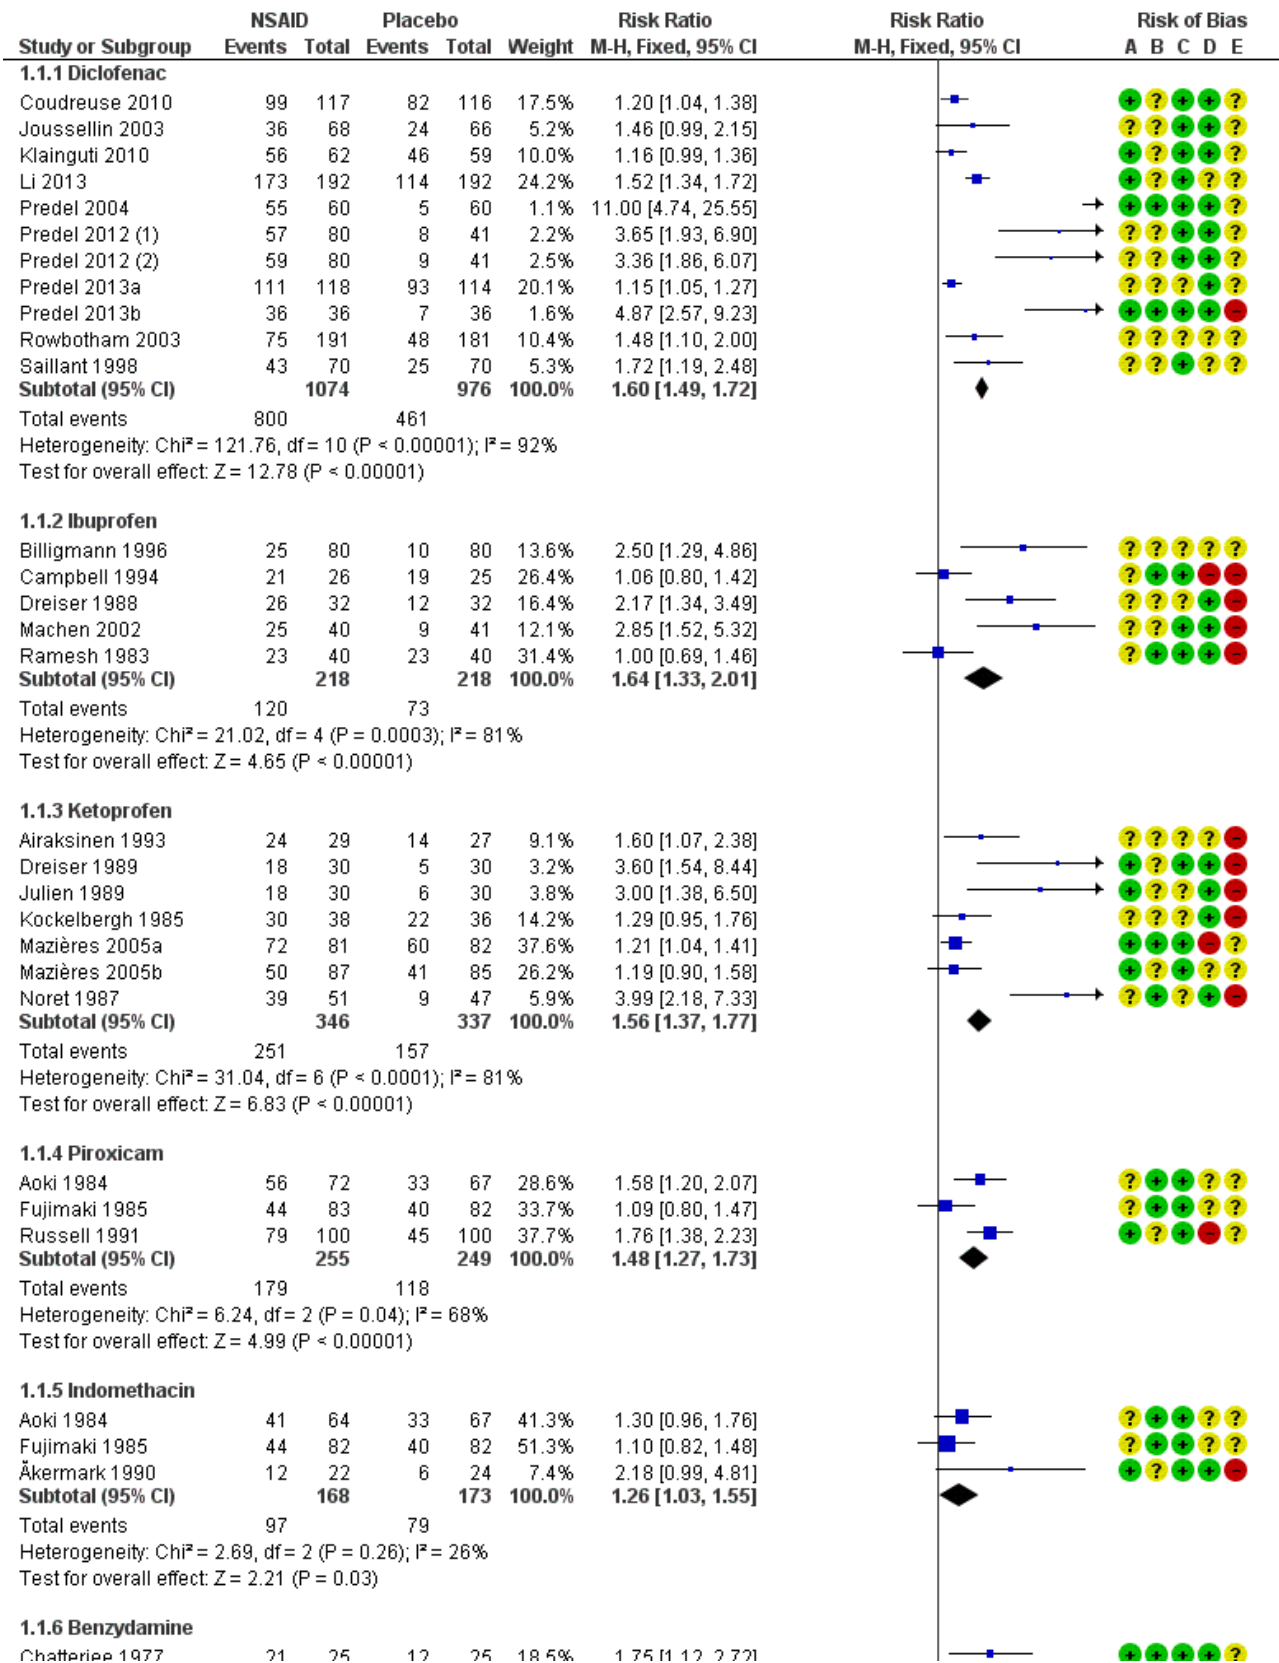 NSAID Placebo Risk Ratio Risk Ratio Risk of Bias
Study or Subgroup Events Total Events Total Weight M-H, Fixed, 95% CI M-H, Fixed, 95% CI A B C D E
1.1.1 Diclofenac
Coudreuse 2010 99 117 82 116 17.5% 1.20 [1.04, 1.38] + ? + + ?
Joussellin 2003 36 68 24 66 5.2% 1.46 [0.99, 2.15] ? ? + + ?
Klainguti 2010 56 62 46 59 10.0% 1.16 [0.99, 1.36] + ? + + ?
Li 2013 173 192 114 192 24.2% 1.52 [1.34, 1.72] + ? + ? ?
Predel 2004 55 60 5 60 1.1% 11.00 [4.74, 25.55] + + + + ?
Predel 2012 (1) 57 80 8 41 2.2% 3.65 [1.93, 6.90] ? ? + + ?
Predel 2012 (2) 59 80 9 41 2.5% 3.36 [1.86, 6.07] ? ? + + ?
Predel 2013a 111 118 93 114 20.1% 1.15 [1.05, 1.27] ? ? ? + ?
Predel 2013b 36 36 7 36 1.6% 4.87 [2.57, 9.23] + + + + -
Rowbotham 2003 75 191 48 181 10.4% 1.48 [1.10, 2.00] ? ? ? ? ?
Saillant 1998 43 70 25 70 5.3% 1.72 [1.19, 2.48] ? ? + ? ?
Subtotal (95% CI) 1074 976 100.0% 1.60 [1.49, 1.72]
Total events 800 461
Heterogeneity: Chi² = 121.76, df = 10 (P < 0.00001); I² = 92%
Test for overall effect: Z = 12.78 (P < 0.00001)
1.1.2 Ibuprofen
Billigmann 1996 25 80 10 80 13.6% 2.50 [1.29, 4.86] ? ? ? ? ?
Campbell 1994 21 26 19 25 26.4% 1.06 [0.80, 1.42] ? + + - -
Dreiser 1988 26 32 12 32 16.4% 2.17 [1.34, 3.49] ? ? ? + -
Machen 2002 25 40 9 41 12.1% 2.85 [1.52, 5.32] ? ? + + -
Ramesh 1983 23 40 23 40 31.4% 1.00 [0.69, 1.46] ? + + + -
Subtotal (95% CI) 218 218 100.0% 1.64 [1.33, 2.01]
Total events 120 73
Heterogeneity: Chi² = 21.02, df = 4 (P = 0.0003); I² = 81%
Test for overall effect: Z = 4.65 (P < 0.00001)
1.1.3 Ketoprofen
Airaksinen 1993 24 29 14 27 9.1% 1.60 [1.07, 2.38] ? ? ? ? -
Dreiser 1989 18 30 5 30 3.2% 3.60 [1.54, 8.44] + ? + + -
Julien 1989 18 30 6 30 3.8% 3.00 [1.38, 6.50] + ? ? + -
Kockelbergh 1985 30 38 22 36 14.2% 1.29 [0.95, 1.76] ? ? ? + -
Mazières 2005a 72 81 60 82 37.6% 1.21 [1.04, 1.41] + + + - ?
Mazières 2005b 50 87 41 85 26.2% 1.19 [0.90, 1.58] + ? + ? ?
Noret 1987 39 51 9 47 5.9% 3.99 [2.18, 7.33] ? + ? + -
Subtotal (95% CI) 346 337 100.0% 1.56 [1.37, 1.77]
Total events 251 157
Heterogeneity: Chi² = 31.04, df = 6 (P < 0.0001); I² = 81%
Test for overall effect: Z = 6.83 (P < 0.00001)
1.1.4 Piroxicam
Aoki 1984 56 72 33 67 28.6% 1.58 [1.20, 2.07] ? + + ? ?
Fujimaki 1985 44 83 40 82 33.7% 1.09 [0.80, 1.47] ? + + ? ?
Russell 1991 79 100 45 100 37.7% 1.76 [1.38, 2.23] + ? + - ?
Subtotal (95% CI) 255 249 100.0% 1.48 [1.27, 1.73]
Total events 179 118
Heterogeneity: Chi² = 6.24, df = 2 (P = 0.04); I² = 68%
Test for overall effect: Z = 4.99 (P < 0.00001)
1.1.5 Indomethacin
Aoki 1984 41 64 33 67 41.3% 1.30 [0.96, 1.76] ? + + ? ?
Fujimaki 1985 44 82 40 82 51.3% 1.10 [0.82, 1.48] ? + + ? ?
Åkermark 1990 12 22 6 24 7.4% 2.18 [0.99, 4.81] + ? + + -
Subtotal (95% CI) 168 173 100.0% 1.26 [1.03, 1.55]
Total events 97 79
Heterogeneity: Chi² = 2.69, df = 2 (P = 0.26); I² = 26%
Test for overall effect: Z = 2.21 (P = 0.03)
1.1.6 Benzydamine
Chatterjee 1977 21 25 12 25 18.5% 1.75 [1.12, 2.72] + + + + ?